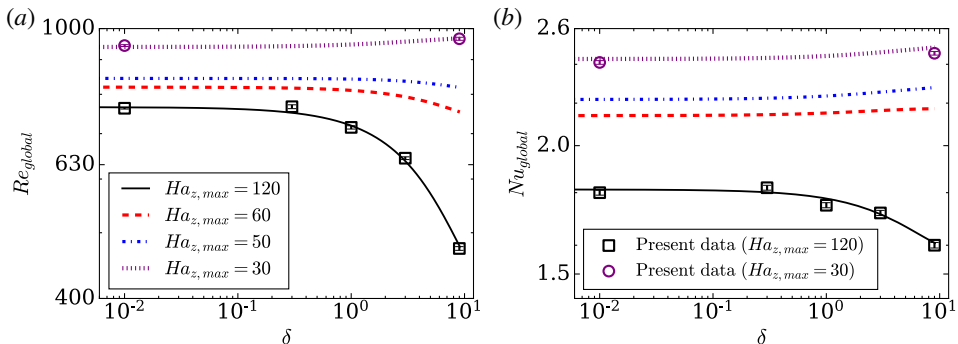 (a)
1000
630
400
Re_global
10^-2
10^-1
10^0
10^1
δ
Ha_z,max = 120
Ha_z,max = 60
Ha_z,max = 50
Ha_z,max = 30
(b)
2.6
2.0
1.5
Nu_global
10^-2
10^-1
10^0
10^1
δ
Present data (Ha_z,max = 120)
Present data (Ha_z,max = 30)